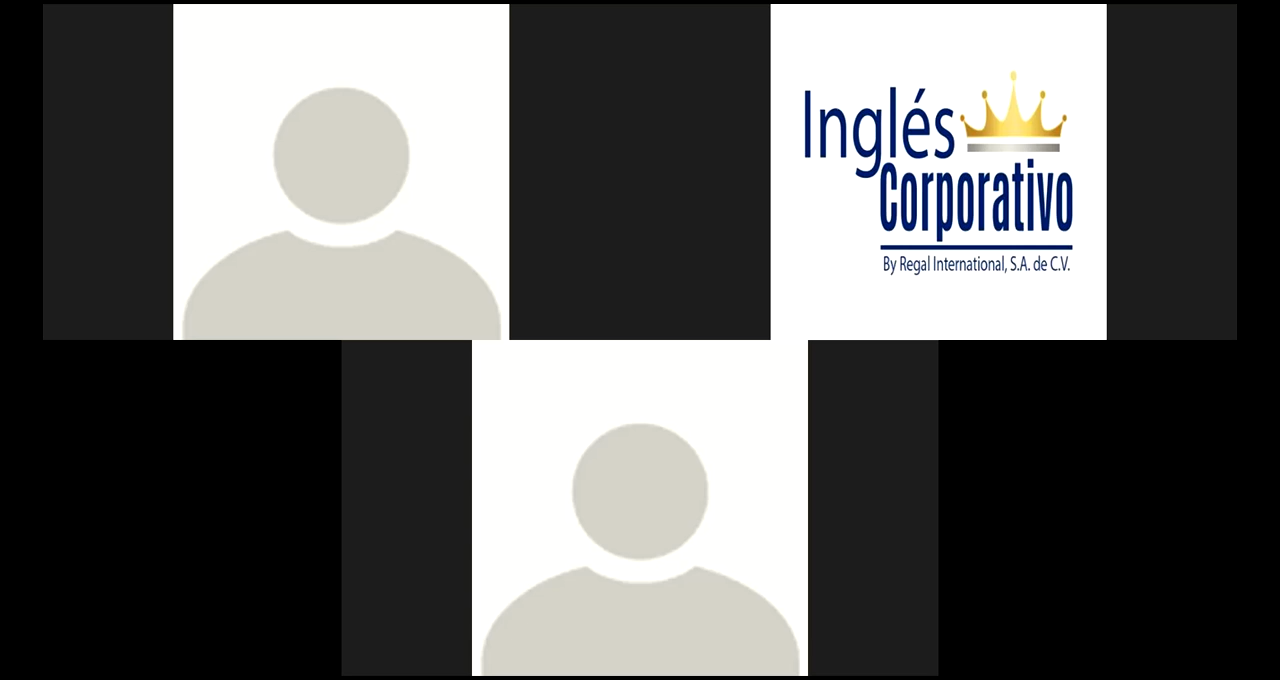 Inglés
Corporativo
By Regal International, S.A. de C.V.